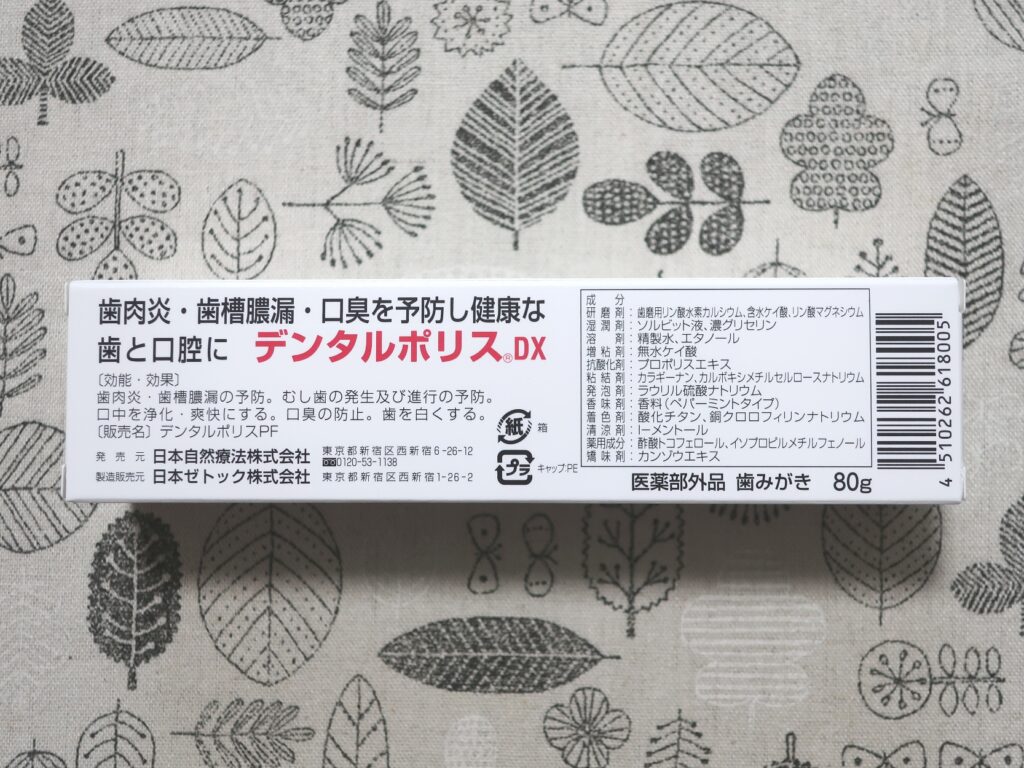 歯肉炎・歯槽膿漏・口臭を予防し健康な
歯と口腔に デンタルポリス®DX
〔効能・効果〕
歯肉炎・歯槽膿漏の予防。むし歯の発生及び進行の予防。
口中を浄化・爽快にする。口臭の防止。歯を白くする。
〔販売名〕デンタルポリスPF
発売元 日本自然療法株式会社 東京都新宿区西新宿6-26-12
0120-53-1138
製造販売元 日本ゼトック株式会社 東京都新宿区西新宿1-26-2
紙 箱
プラ キャップ:PE
成分
研磨剤:歯磨用リン酸水素カルシウム、含水ケイ酸、リン酸マグネシウム
湿潤剤:ソルビット液、濃グリセリン
溶剤:精製水、エタノール
増粘剤:無水ケイ酸
抗酸化剤:プロポリスエキス
粘結剤:カラギーナン、カルボキシメチルセルロースナトリウム
発泡剤:ラウリル硫酸ナトリウム
香味剤:香料(ペパーミントタイプ)
着色剤:酸化チタン、銅クロロフィリンナトリウム
清涼剤:l-メントール
薬用成分:酢酸トコフェロール、イソプロピルメチルフェノール
矯味剤:カンゾウエキス
医薬部外品 歯みがき 80g
4 510262 618005